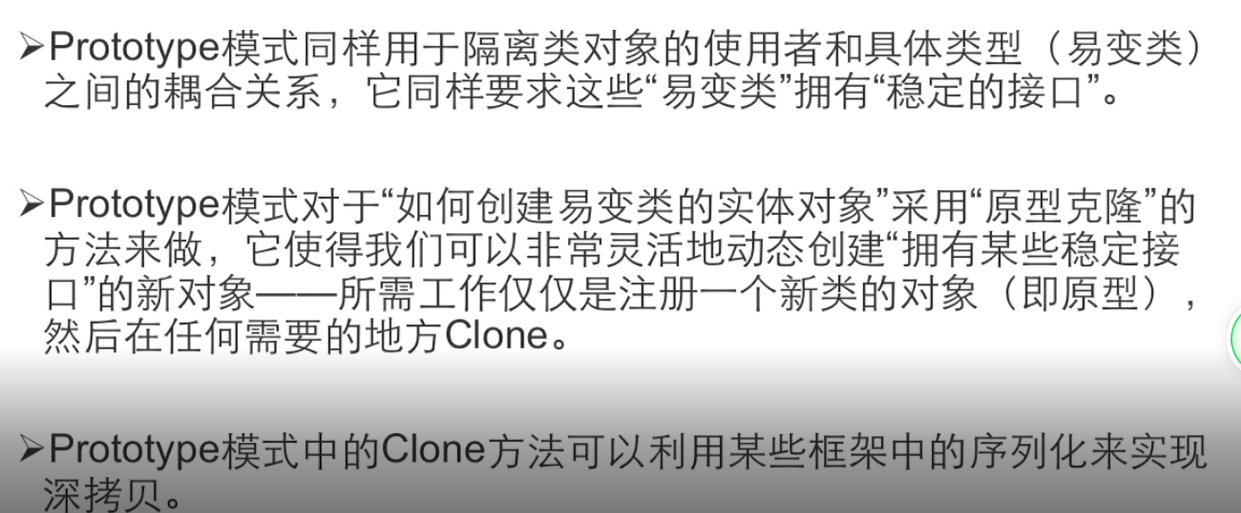 ➢Prototype模式同样用于隔离类对象的使用者和具体类型（易变类）
之间的耦合关系，它同样要求这些“易变类”拥有“稳定的接口”。
➢Prototype模式对于“如何创建易变类的实体对象”采用“原型克隆”的
方法来做，它使得我们可以非常灵活地动态创建“拥有某些稳定接
口”的新对象——所需工作仅仅是注册一个新类的对象（即原型），
然后在任何需要的地方Clone。
➢Prototype模式中的Clone方法可以利用某些框架中的序列化来实现
深拷贝。